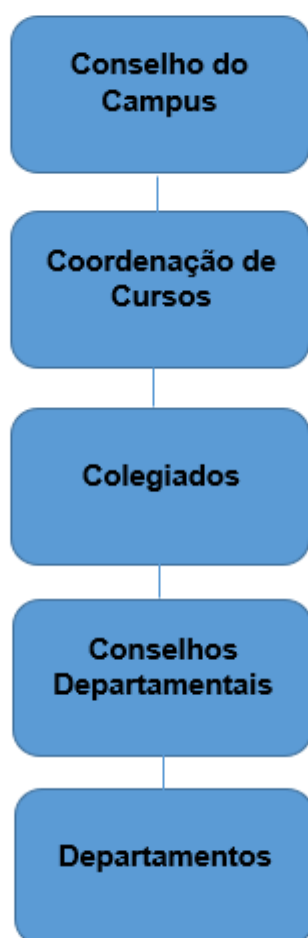 Conselho do
Campus
Coordenação de
Cursos
Colegiados
Conselhos
Departamentais
Departamentos